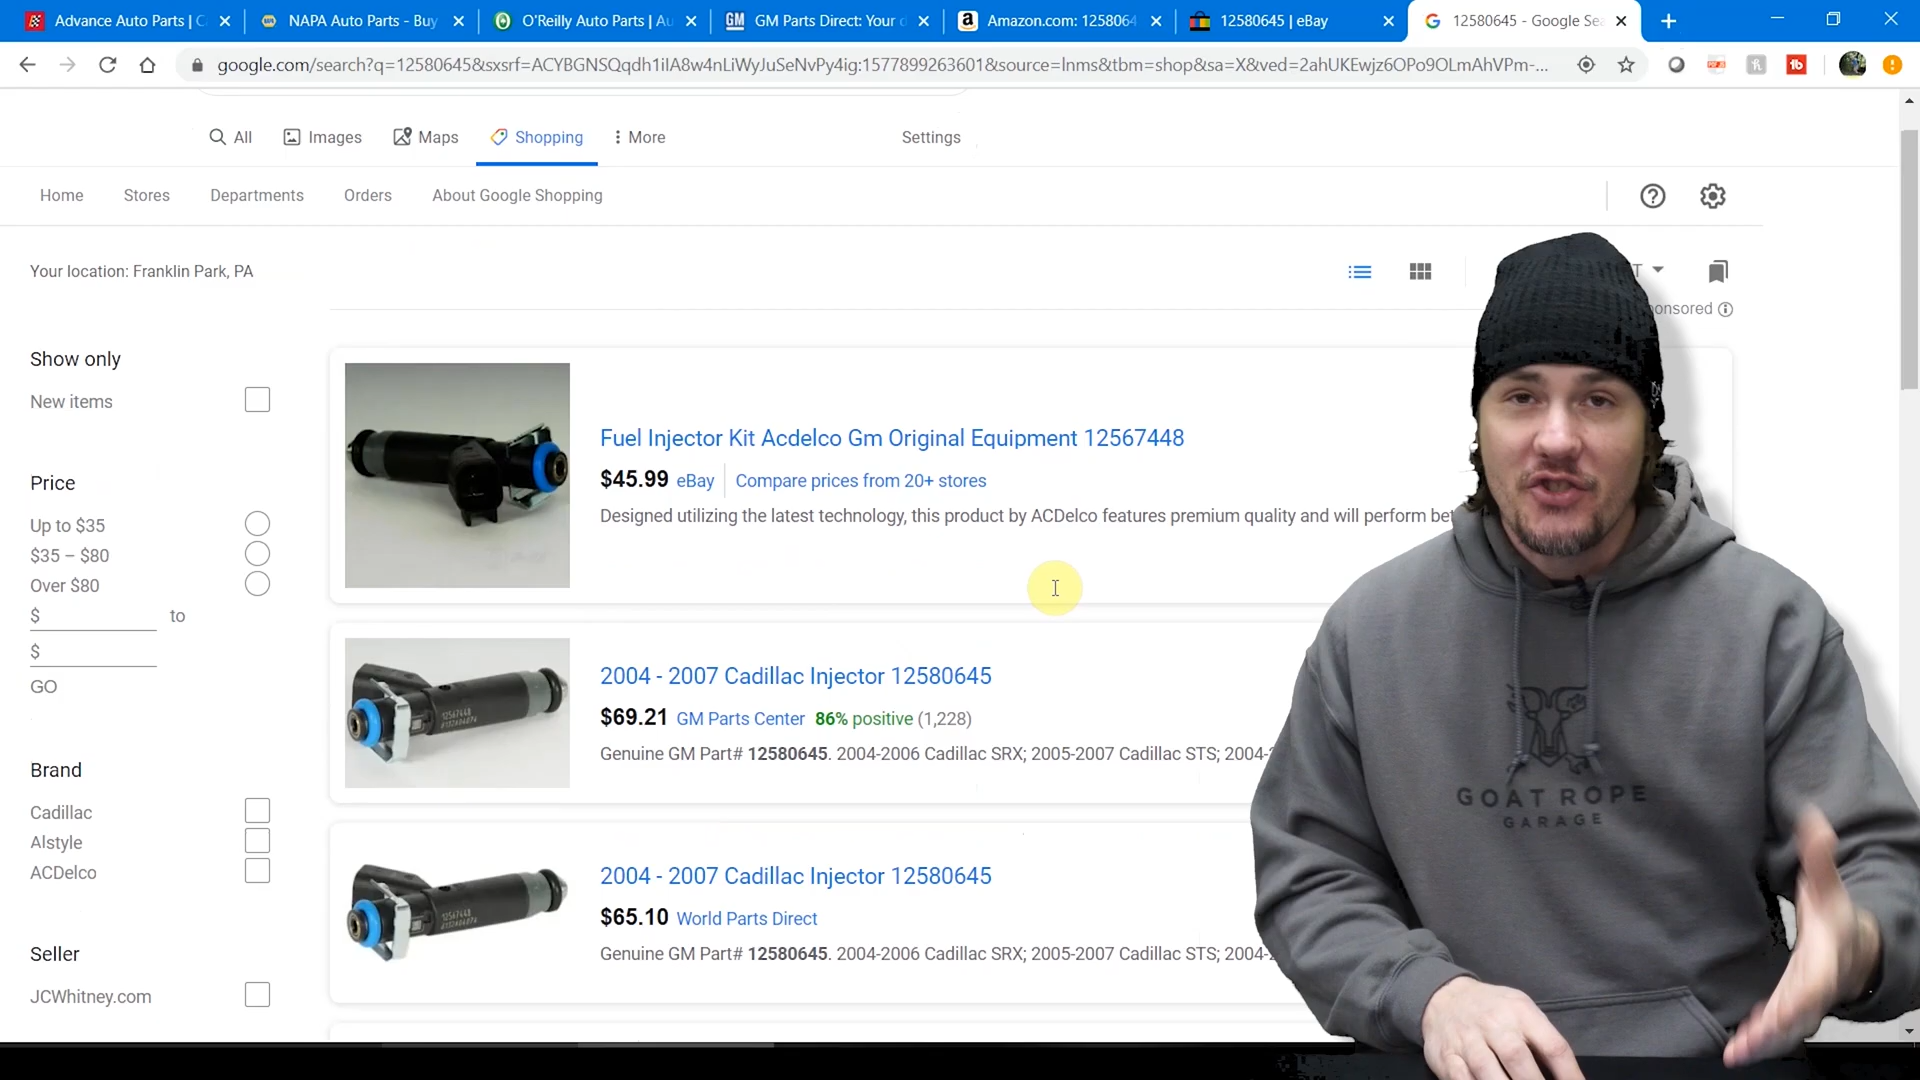 Advance Auto Parts | C
NAPA Auto Parts - Buy
O'Reilly Auto Parts | Au
GM
GM Parts Direct: Your
Amazon.com: 1258064
12580645 | eBay
12580645 - Google Sea
google.com/search?q=12580645&sxsrf=ACYBGNSQqdh1iIA8w4nLiWyJuSeNvPy4ig:1577899263601&source=lnms&tbm=shop&sa=X&ved=2ahUKEwjz6OPo9OLmAhVPm-...
All
Images
Maps
Shopping
More
Settings
Home
Stores
Departments
Orders
About Google Shopping
Your location: Franklin Park, PA
Show only
New items
Price
Up to $35
$35 – $80
Over $80
$ to
$
GO
Brand
Cadillac
Alstyle
ACDelco
Seller
JCWhitney.com
Fuel Injector Kit Acdelco Gm Original Equipment 12567448
$45.99 eBay Compare prices from 20+ stores
Designed utilizing the latest technology, this product by ACDelco features premium quality and will perform bet
2004 - 2007 Cadillac Injector 12580645
$69.21 GM Parts Center 86% positive (1,228)
Genuine GM Part# 12580645. 2004-2006 Cadillac SRX; 2005-2007 Cadillac STS; 2004-
2004 - 2007 Cadillac Injector 12580645
$65.10 World Parts Direct
Genuine GM Part# 12580645. 2004-2006 Cadillac SRX; 2005-2007 Cadillac STS; 2004-
GOAT ROPE
GARAGE